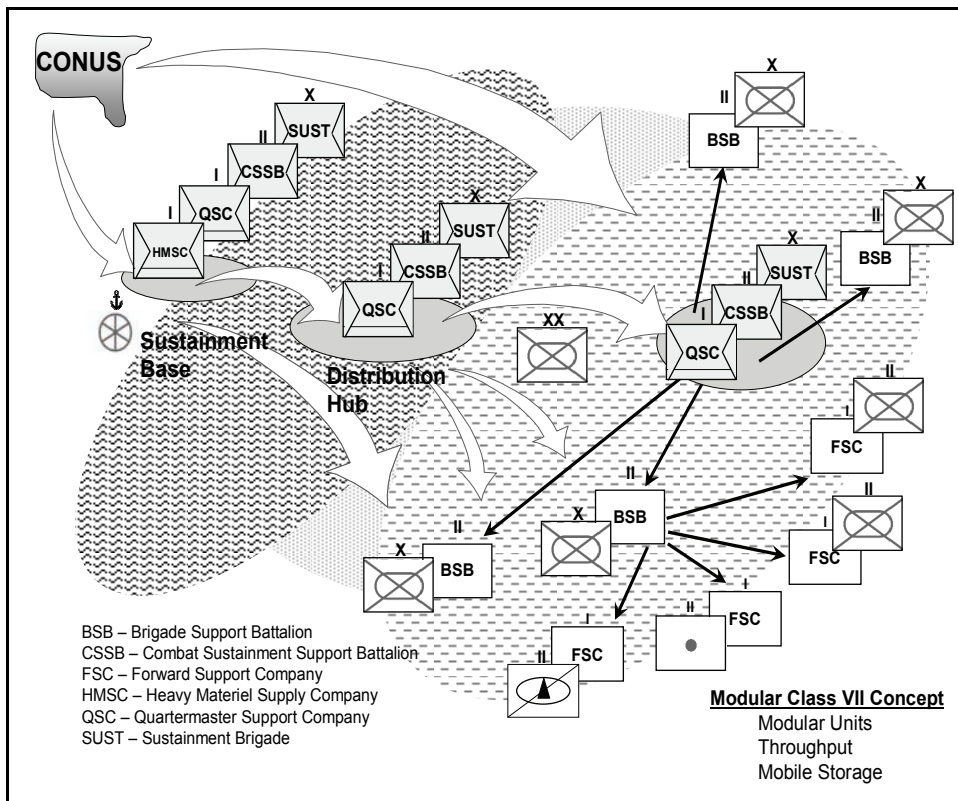 CONUS
X
SUST
II
CSSB
I
QSC
I
HMSC
Sustainment
Base
X
SUST
II
CSSB
I
QSC
Distribution
Hub
XX
X
SUST
II
CSSB
I
QSC
X
II
BSB
X
II
BSB
II
I
FSC
II
I
FSC
II
X
BSB
II
X
BSB
I
II
FSC
I
II
FSC
BSB – Brigade Support Battalion
CSSB – Combat Sustainment Support Battalion
FSC – Forward Support Company
HMSC – Heavy Materiel Supply Company
QSC – Quartermaster Support Company
SUST – Sustainment Brigade
Modular Class VII Concept
Modular Units
Throughput
Mobile Storage